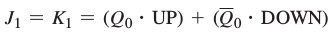 J₁ = K₁ = (Q₀ · UP) + (Q̅₀ · DOWN)